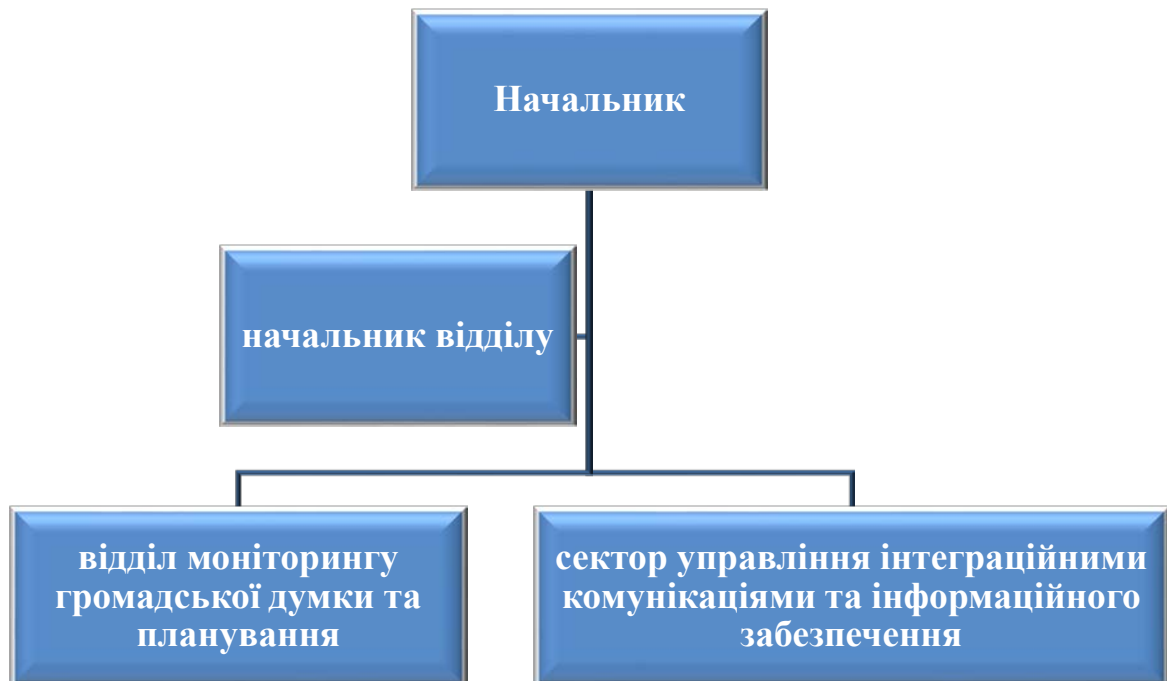 Начальник
начальник відділу
відділ моніторингу
громадської думки та
планування
сектор управління інтеграційними
комунікаціями та інформаційного
забезпечення